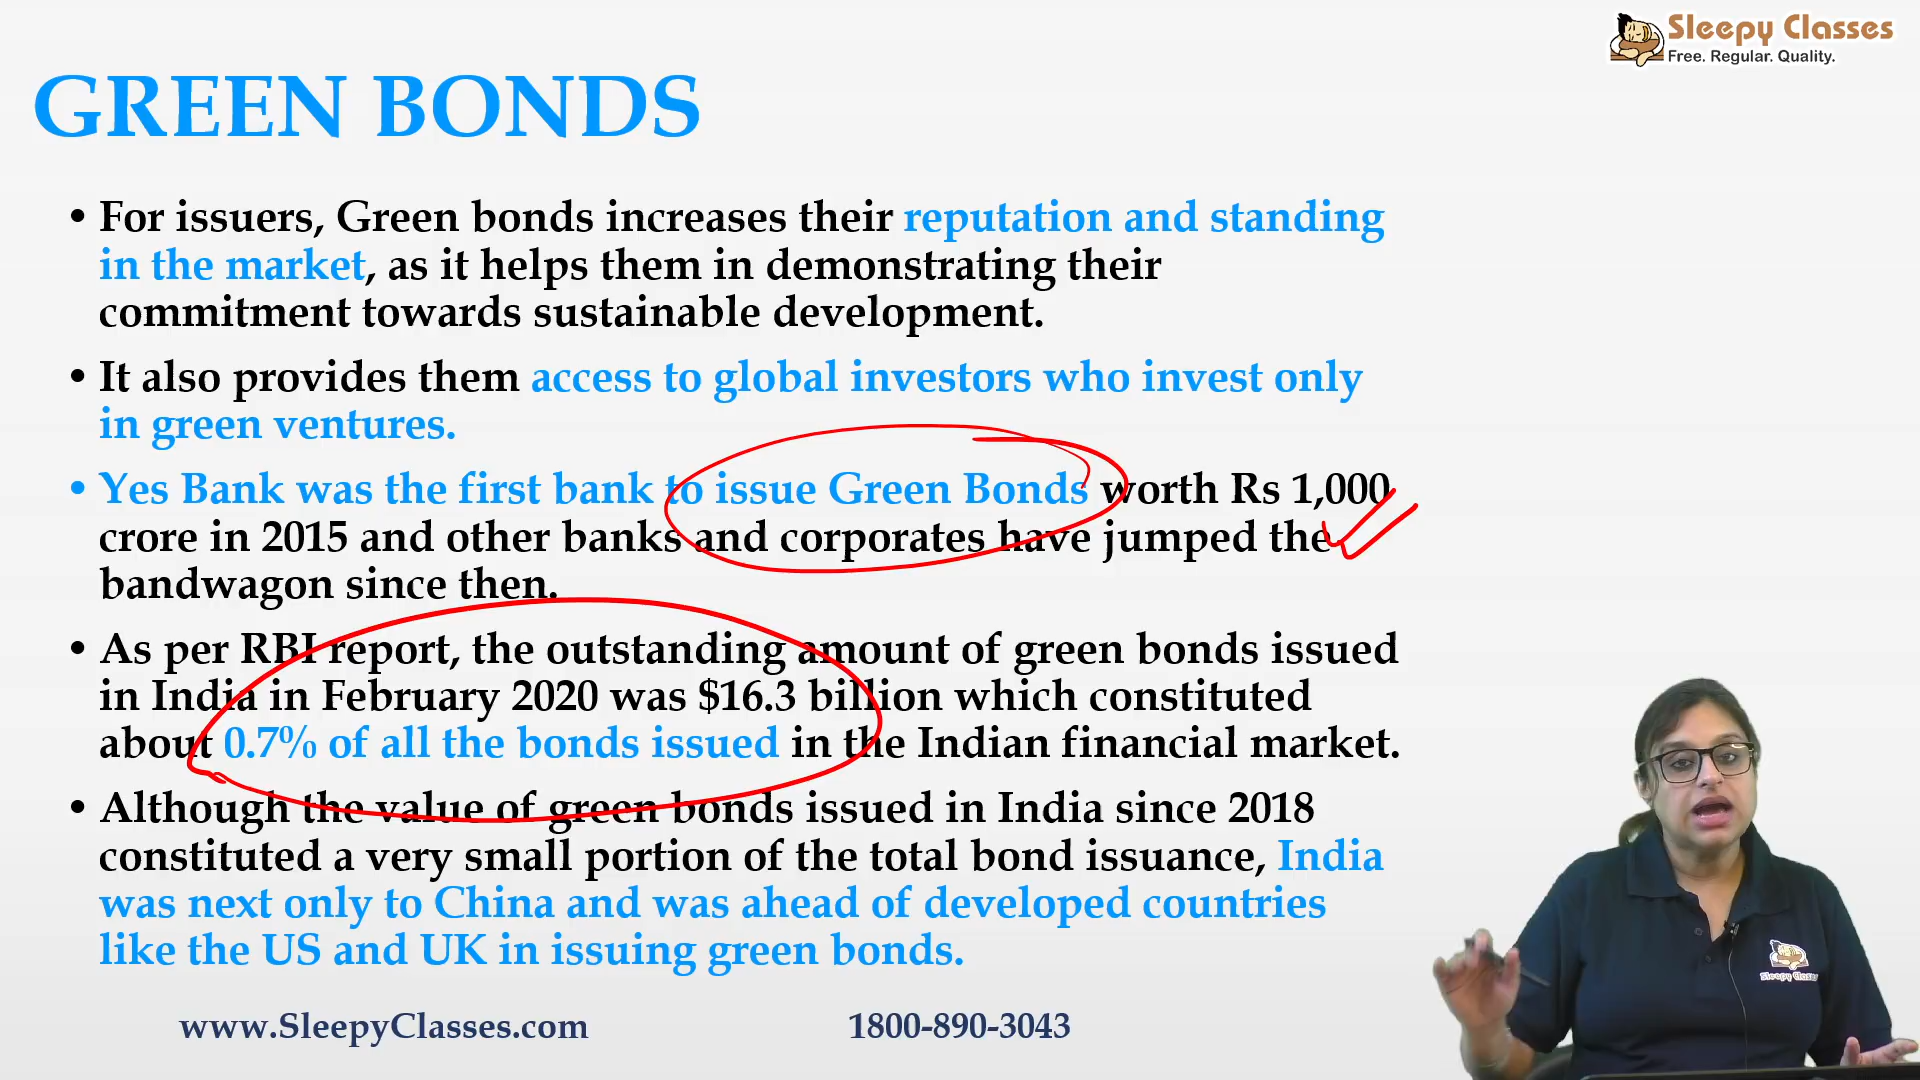 Sleepy Classes
Free. Regular. Quality.
GREEN BONDS
• For issuers, Green bonds increases their reputation and standing
in the market, as it helps them in demonstrating their
commitment towards sustainable development.
• It also provides them access to global investors who invest only
in green ventures.
• Yes Bank was the first bank to issue Green Bonds worth Rs 1,000
crore in 2015 and other banks and corporates have jumped the
bandwagon since then.
• As per RBI report, the outstanding amount of green bonds issued
in India in February 2020 was $16.3 billion which constituted
about 0.7% of all the bonds issued in the Indian financial market.
• Although the value of green bonds issued in India since 2018
constituted a very small portion of the total bond issuance, India
was next only to China and was ahead of developed countries
like the US and UK in issuing green bonds.
Sleepy Classes
www.SleepyClasses.com 1800-890-3043